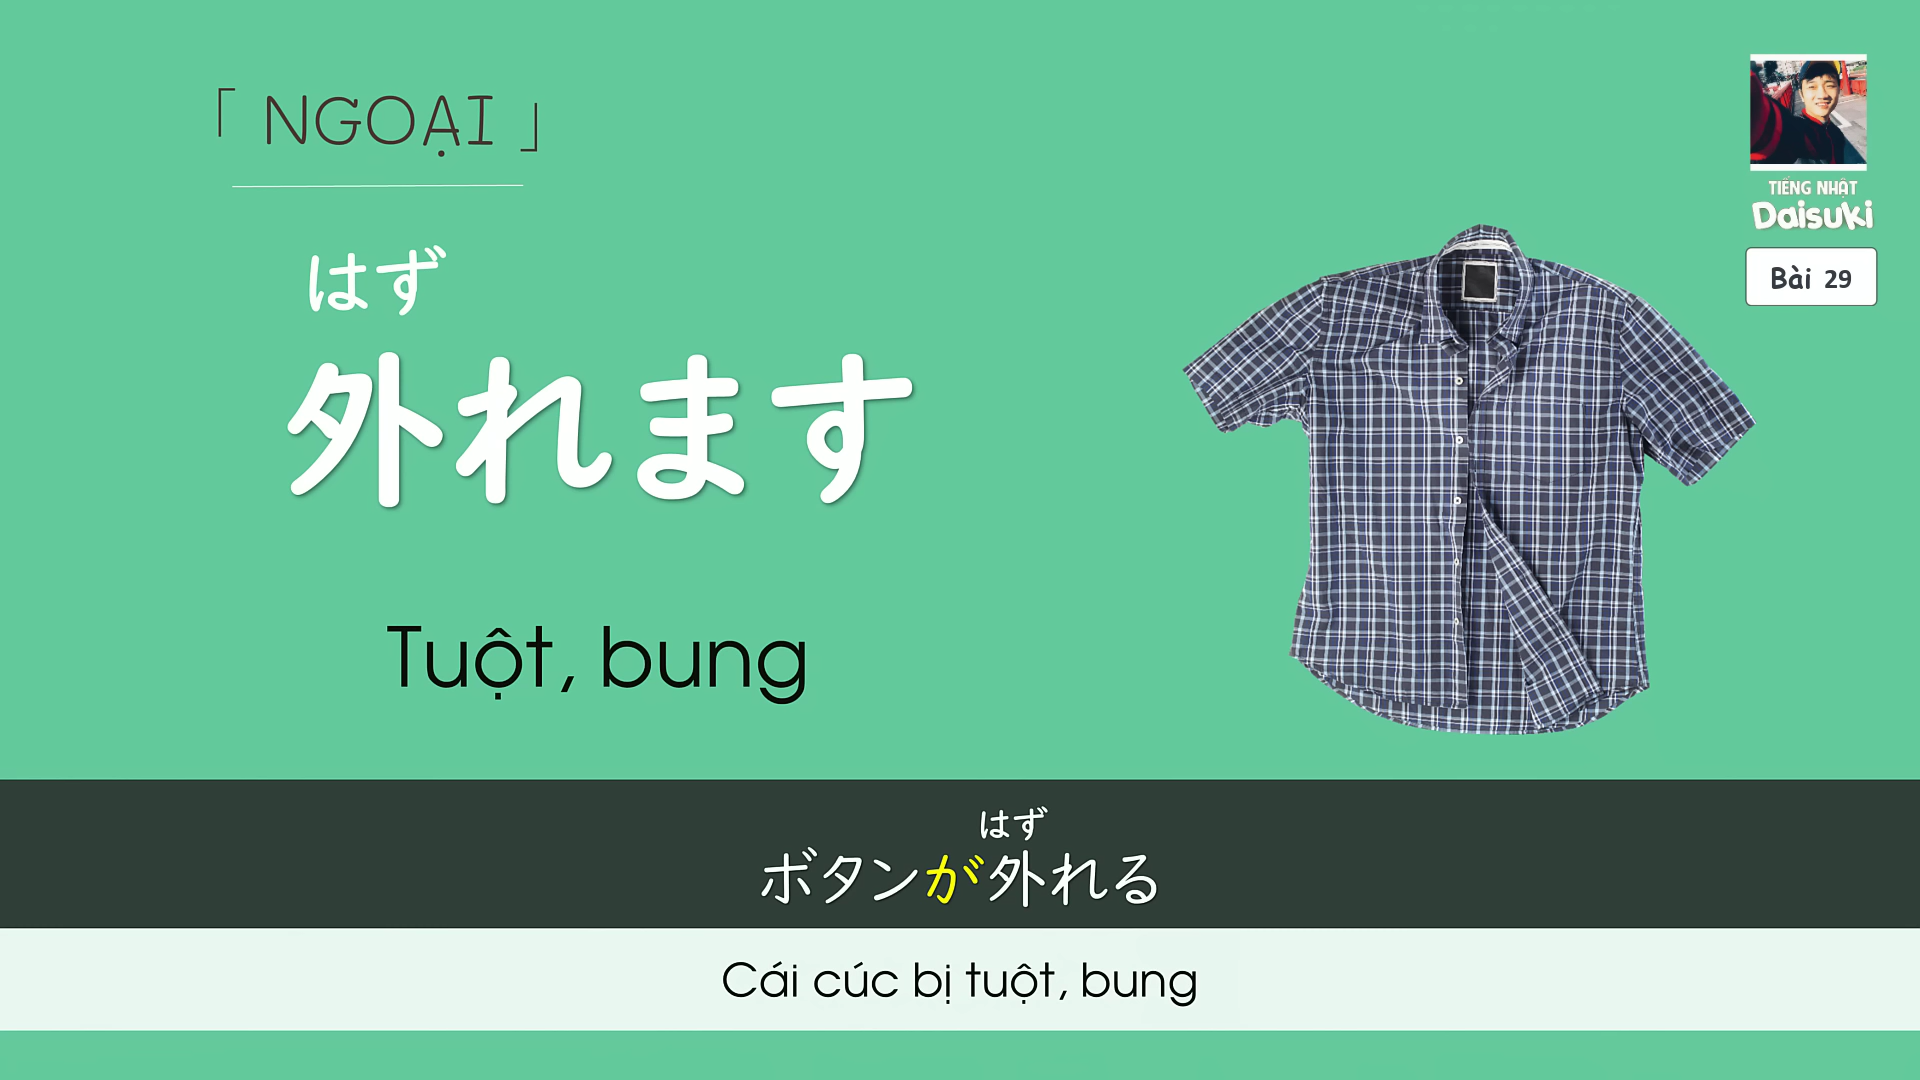 「 NGOẠI 」
はず
外れます
Tuột, bung
TIẾNG NHẬT
Daisuki
Bài 29
はず
ボタンが外れる
Cái cúc bị tuột, bung